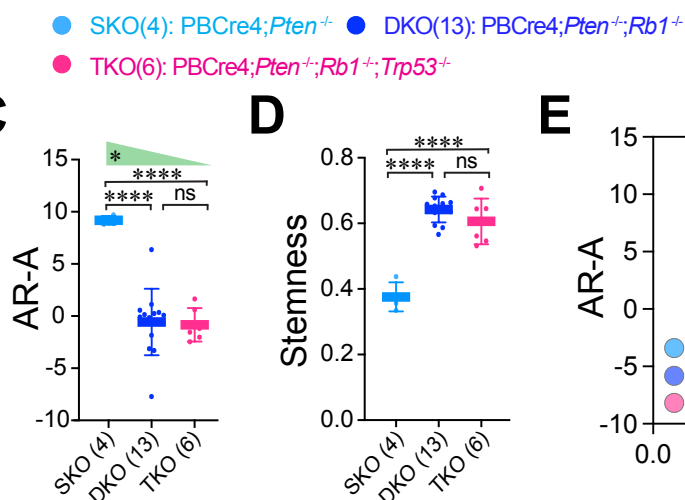 SKO(4): PBCre4;Pten-/- DKO(13): PBCre4;Pten-/-;Rb1-/-
TKO(6): PBCre4;Pten-/-;Rb1-/-;Trp53-/-
C
AR-A
15
10
5
0
-5
-10
*
****
****
ns
SKO (4)
DKO (13)
TKO (6)
D
Stemness
0.8
0.6
0.4
0.2
0.0
****
****
ns
SKO (4)
DKO (13)
TKO (6)
E
AR-A
15
10
5
0
-5
-10
0.0